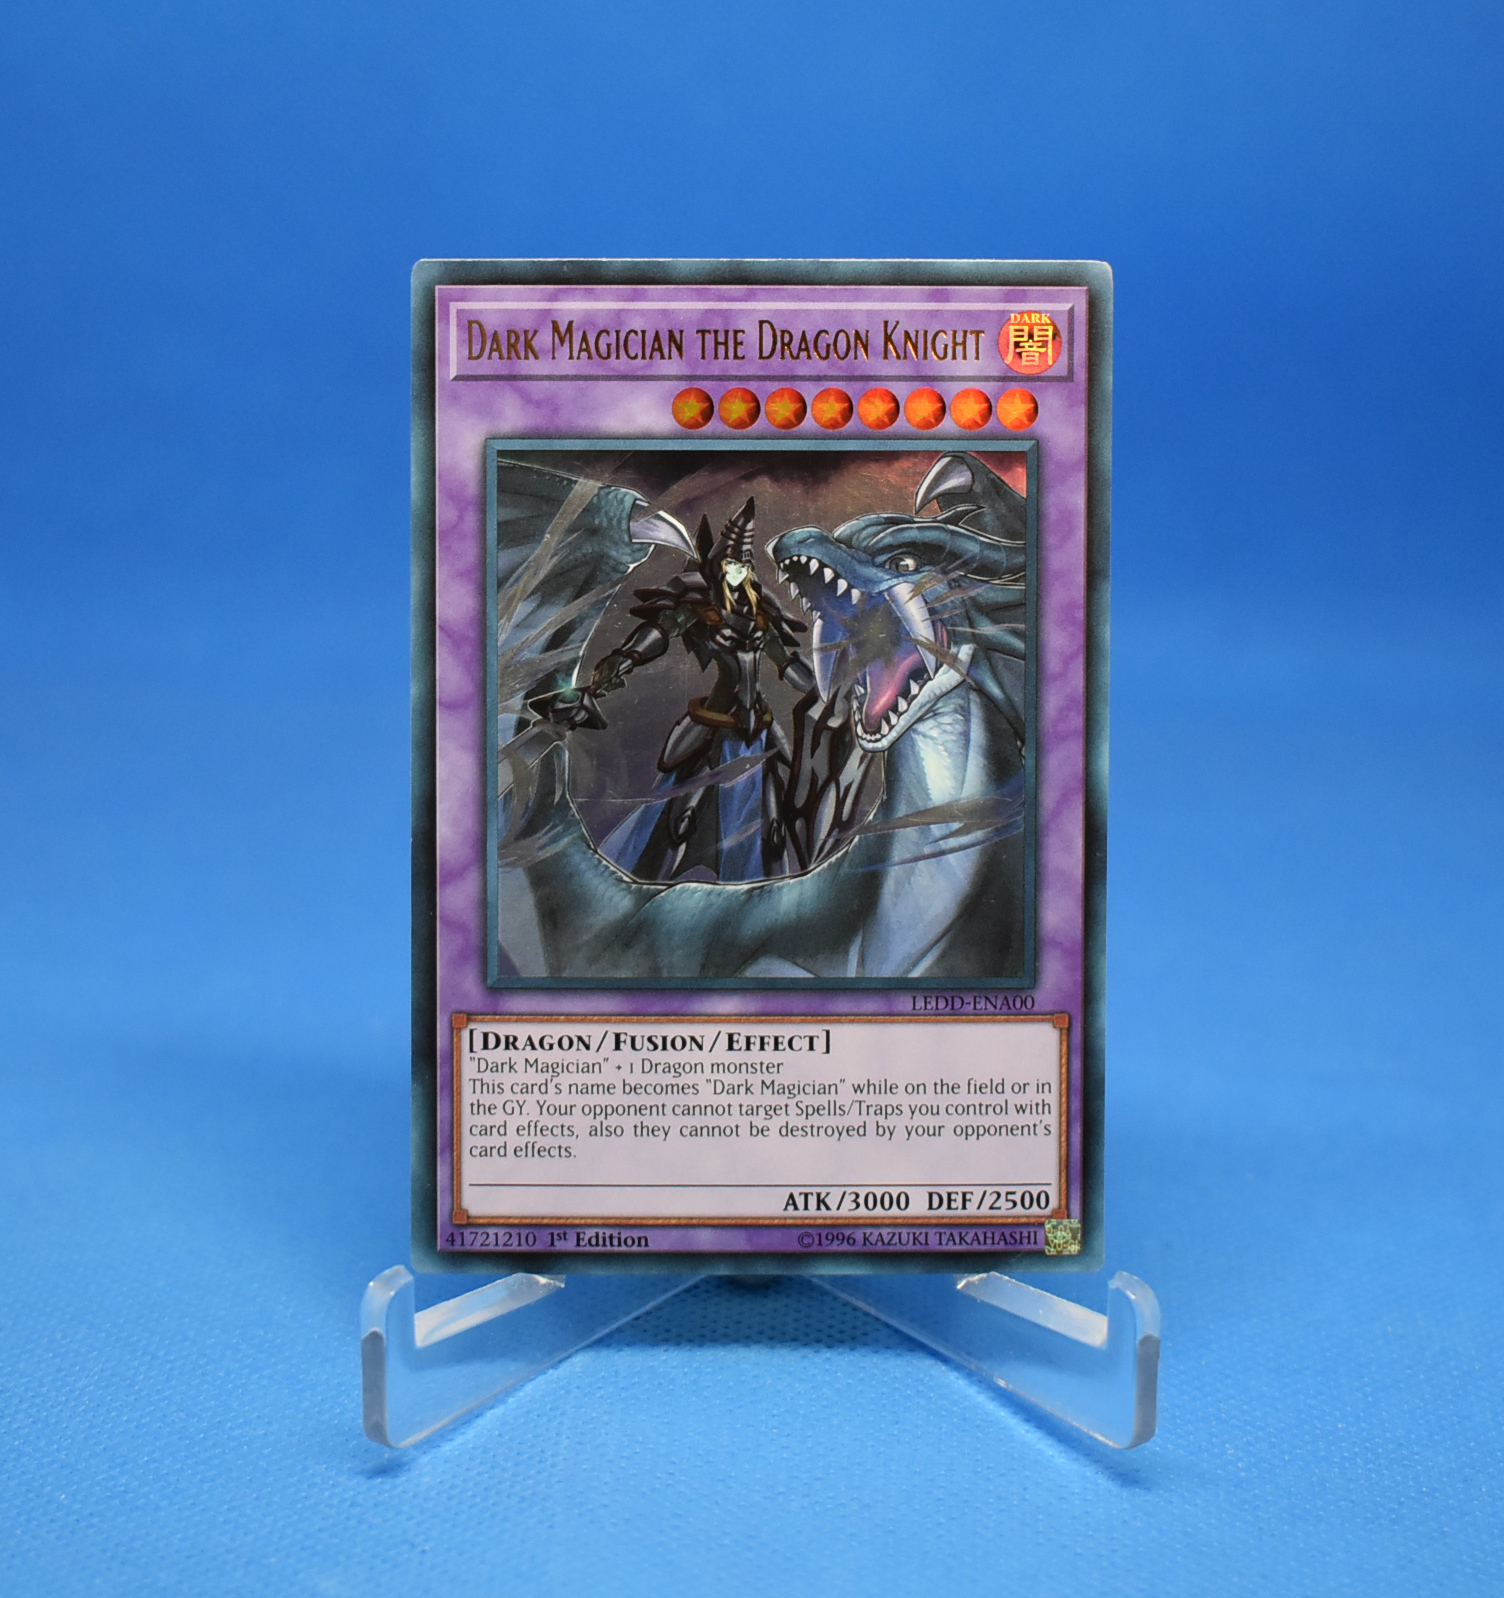 DARK MAGICIAN THE DRAGON KNIGHT
DARK
闇
LEDD-ENA00
[DRAGON/FUSION/EFFECT]
"Dark Magician" + 1 Dragon monster
This card's name becomes "Dark Magician" while on the field or in
the GY. Your opponent cannot target Spells/Traps you control with
card effects, also they cannot be destroyed by your opponent's
card effects.
ATK/3000 DEF/2500
41721210 1st Edition ©1996 KAZUKI TAKAHASHI